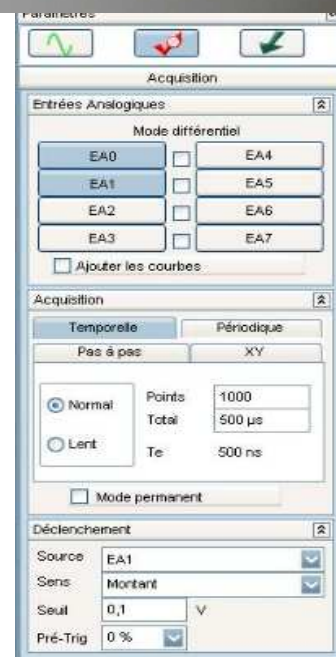 Paramètres
Acquisition
Entrées Analogiques
Mode différentiel
EA0 EA4
EA1 EA5
EA2 EA6
EA3 EA7
Ajouter les courbes
Acquisition
Temporelle Périodique
Pas à pas XY
Normal Points 1000
Total 500 µs
Lent Te 500 ns
Mode permanent
Déclenchement
Source EA1
Sens Montant
Seuil 0,1 V
Pré-Trig 0 %